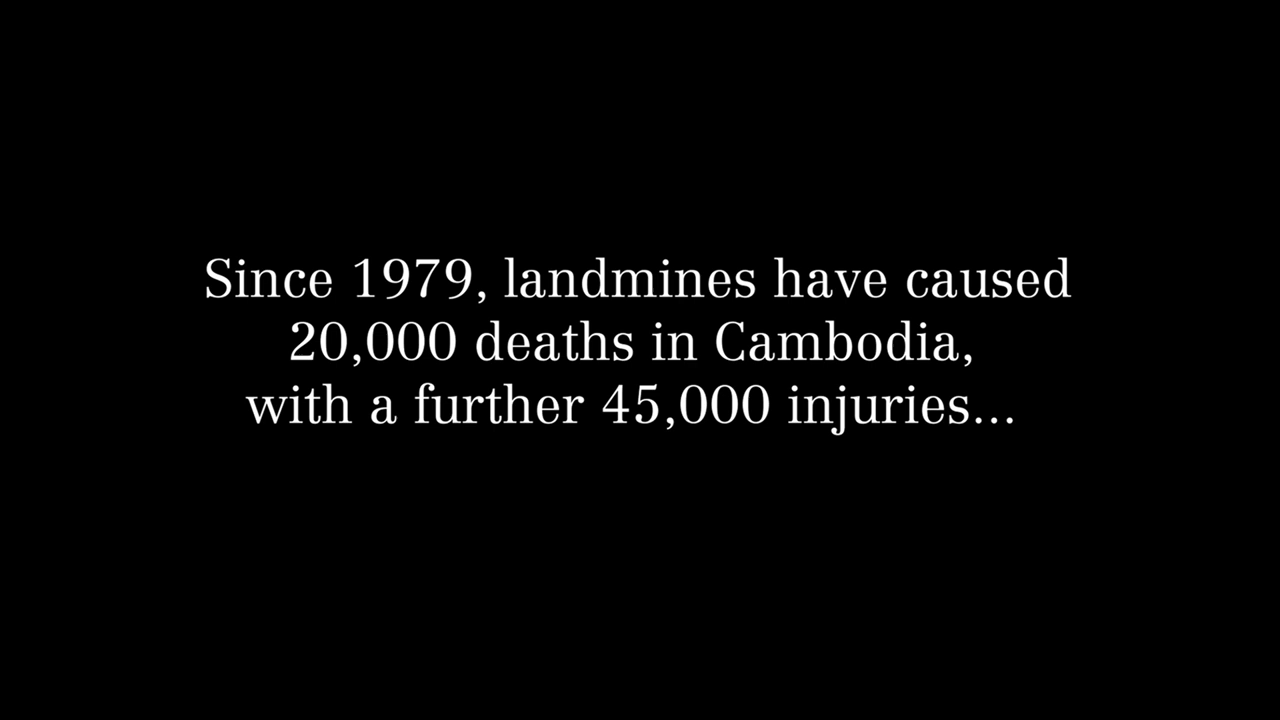 Since 1979, landmines have caused
20,000 deaths in Cambodia,
with a further 45,000 injuries...